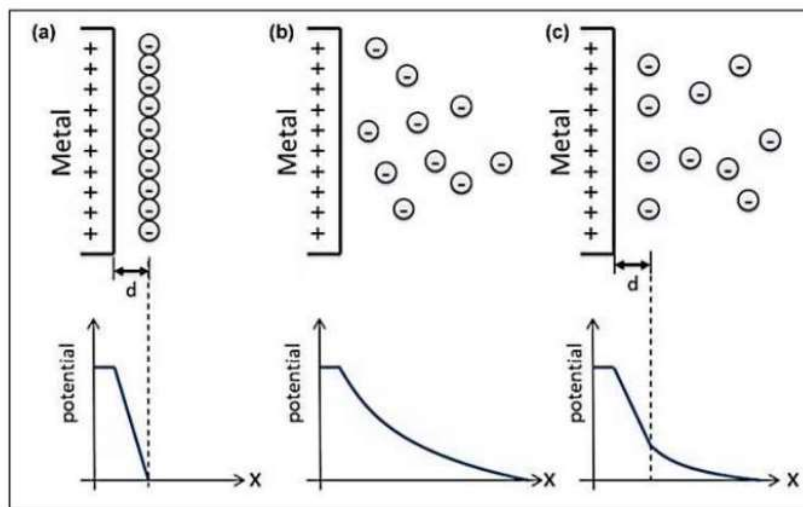 (a)
Metal
d
potential
X
(b)
Metal
potential
X
(c)
Metal
d
potential
X